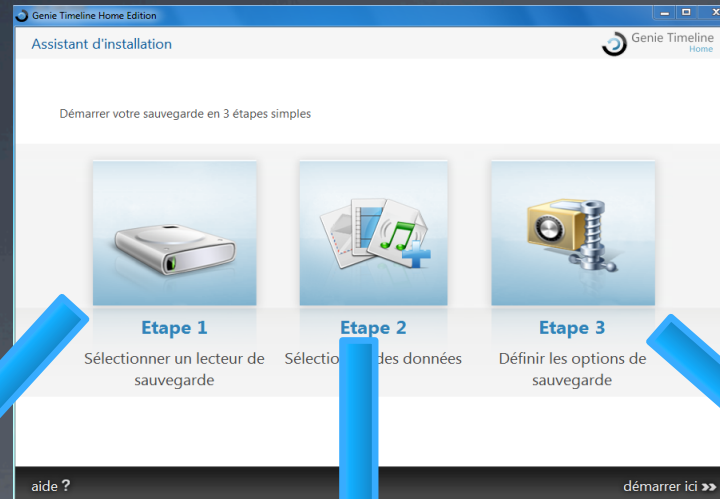 Genie Timeline Home Edition
Assistant d'installation
Genie Timeline
Home
Démarrer votre sauvegarde en 3 étapes simples
Etape 1
Etape 2
Etape 3
Sélectionner un lecteur de
sauvegarde
des données
Définir les options de
sauvegarde
aide ?
démarrer ici >>